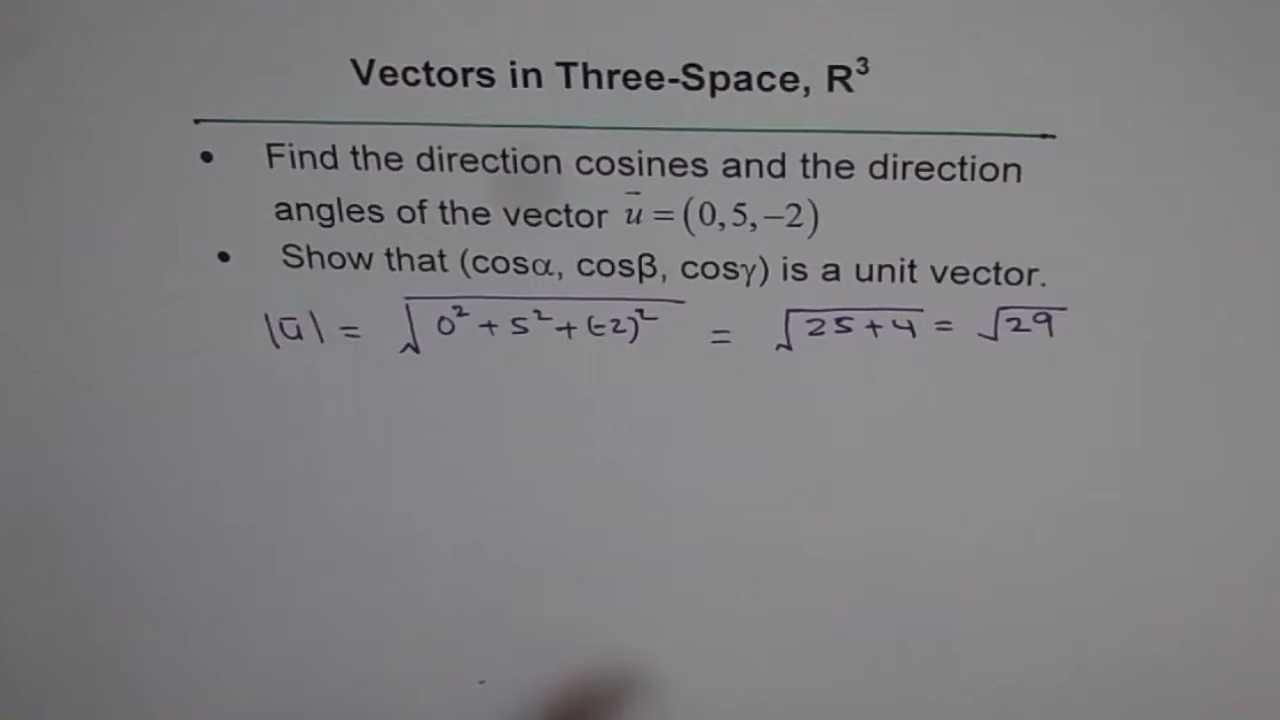 Vectors in Three-Space, R³
• Find the direction cosines and the direction
angles of the vector u⃗ = (0,5,−2)
• Show that (cosα, cosβ, cosγ) is a unit vector.
|ū| = √(0² + 5² + (-2)²) = √(25+4) = √29